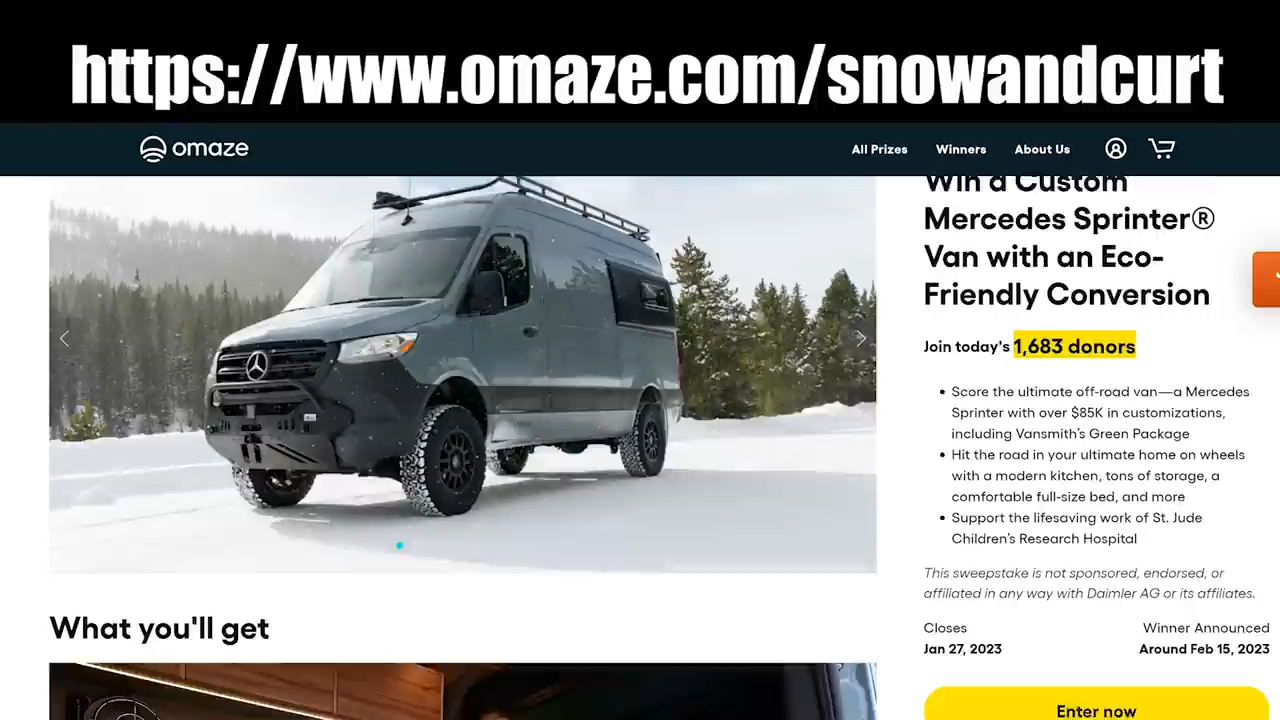 https://www.omaze.com/snowandcurt
omaze
All Prizes
Winners
About Us
Win a Custom
Mercedes Sprinter®
Van with an Eco-
Friendly Conversion
Join today's 1,683 donors
• Score the ultimate off-road van—a Mercedes
Sprinter with over $85K in customizations,
including Vansmith's Green Package
• Hit the road in your ultimate home on wheels
with a modern kitchen, tons of storage, a
comfortable full-size bed, and more
• Support the lifesaving work of St. Jude
Children's Research Hospital
This sweepstake is not sponsored, endorsed, or
affiliated in any way with Daimler AG or its affiliates.
Closes
Winner Announced
Jan 27, 2023
Around Feb 15, 2023
What you'll get
Enter now